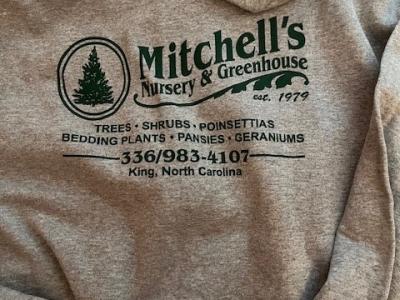 Mitchell's
Nursery & Greenhouse
est. 1979
TREES • SHRUBS • POINSETTIAS
BEDDING PLANTS • PANSIES • GERANIUMS
336/983-4107
King, North Carolina